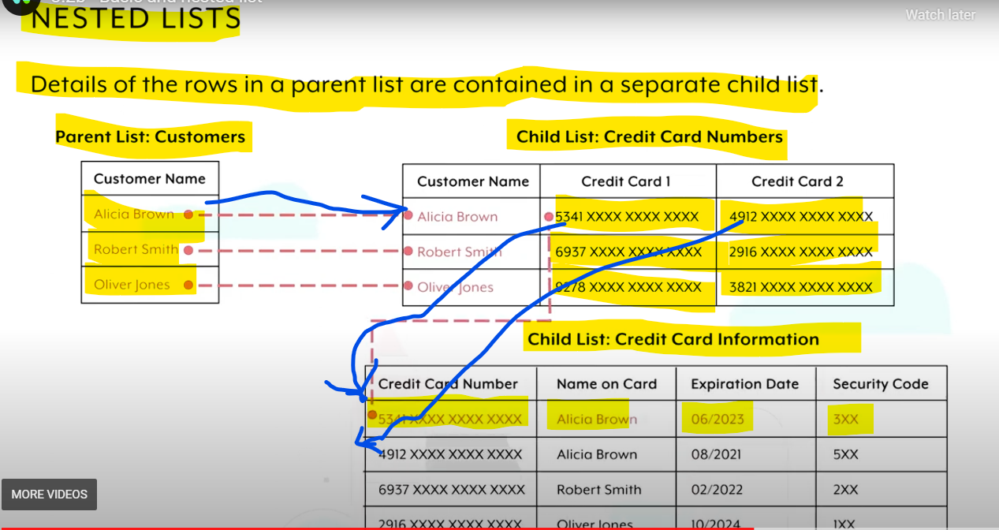 Watch later
NESTED LISTS
Details of the rows in a parent list are contained in a separate child list.
Parent List: Customers
Child List: Credit Card Numbers
Customer Name
Alicia Brown
Robert Smith
Oliver Jones
Customer Name Credit Card 1 Credit Card 2
Alicia Brown 5341 XXXX XXXX XXXX 4912 XXXX XXXX XXXX
Robert Smith 6937 XXXX XXXX XXXX 2916 XXXX XXXX XXXX
Oliver Jones 9278 XXXX XXXX XXXX 3821 XXXX XXXX XXXX
Child List: Credit Card Information
Credit Card Number Name on Card Expiration Date Security Code
5341 XXXX XXXX XXXX Alicia Brown 06/2023 3XX
4912 XXXX XXXX XXXX Alicia Brown 08/2021 5XX
6937 XXXX XXXX XXXX Robert Smith 02/2022 2XX
2916 XXXX XXXX XXXX Oliver Jones 10/2024 1XX
MORE VIDEOS